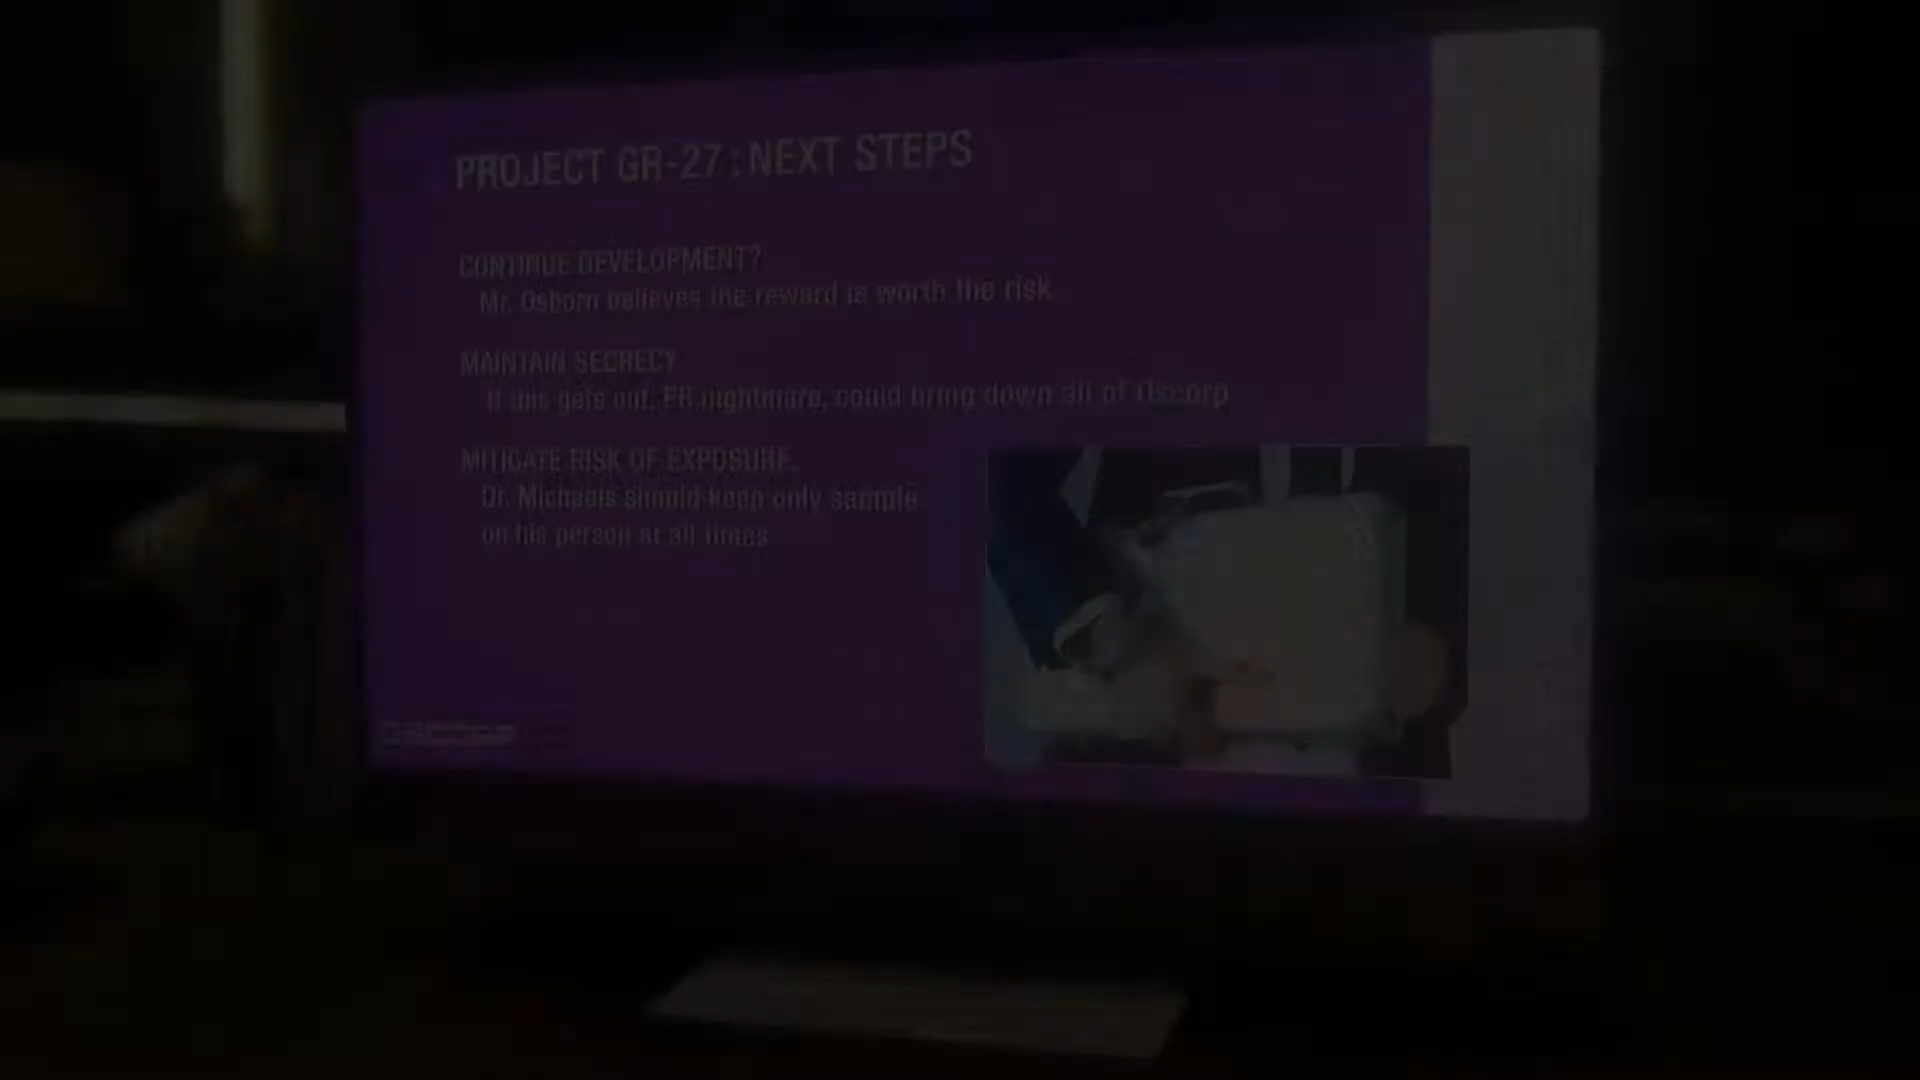 PROJECT GR-27: NEXT STEPS
CONTINUE DEVELOPMENT?
Mr. Osborn believes the reward is worth the risk.
MAINTAIN SECRECY
If this gets out, PR nightmare, could bring down all of Oscorp
MITIGATE RISK OF EXPOSURE.
Dr. Michaels should keep only sample
on his person at all times